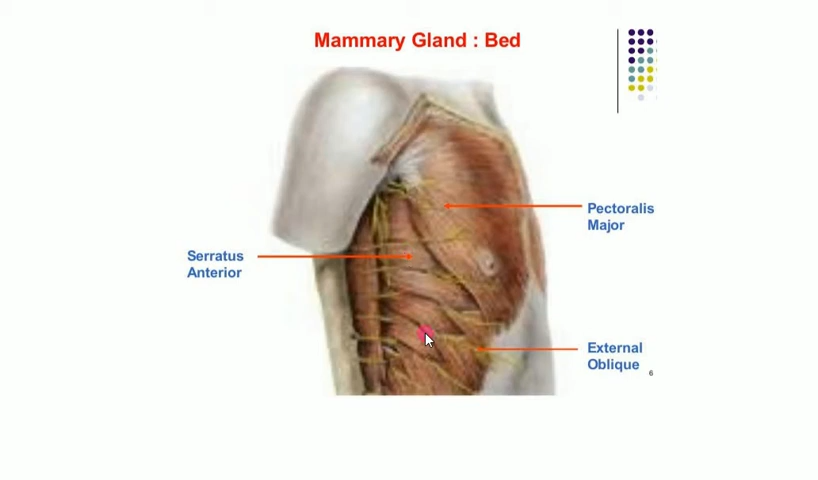 Mammary Gland : Bed
Pectoralis
Major
Serratus
Anterior
External
Oblique
6